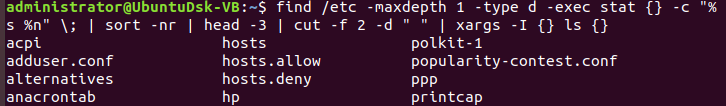 administrator@UbuntuDsk-VB:~$ find /etc -maxdepth 1 -type d -exec stat {} -c "%
s %n" \; | sort -nr | head -3 | cut -f 2 -d " " | xargs -I {} ls {}
acpi hosts polkit-1
adduser.conf hosts.allow popularity-contest.conf
alternatives hosts.deny ppp
anacrontab hp printcap